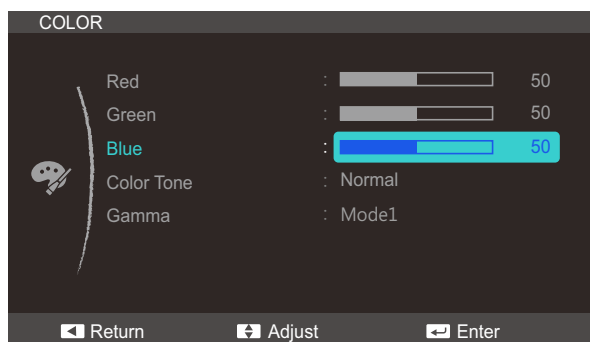 COLOR
Red : 50
Green : 50
Blue : 50
Color Tone : Normal
Gamma : Mode1
Return Adjust Enter